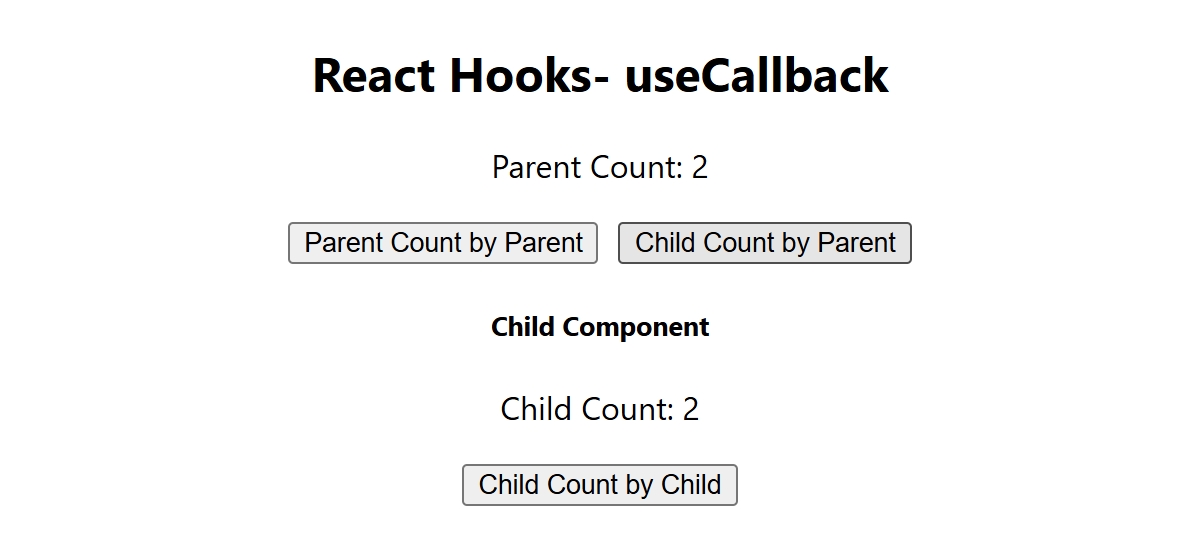 React Hooks- useCallback
Parent Count: 2
Parent Count by Parent Child Count by Parent
Child Component
Child Count: 2
Child Count by Child